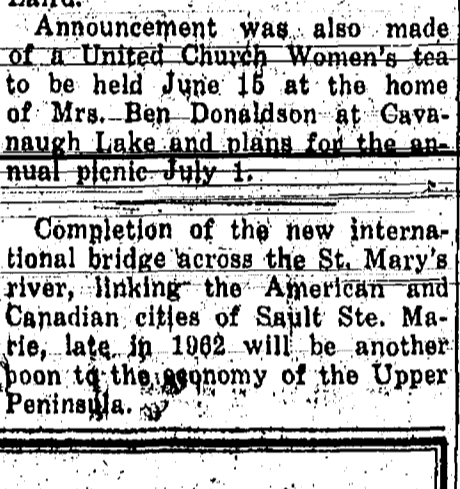 Laird.
Announcement was also made
of a United Church Women's tea
to be held June 15 at the home
of Mrs. Ben Donaldson at Cava-
naugh Lake and plans for the an-
nual picnic July 1.
Completion of the new interna-
tional bridge across the St. Mary's
river, linking the American and
Canadian cities of Sault Ste. Ma-
rie, late in 1962 will be another
boon to the economy of the Upper
Peninsula.